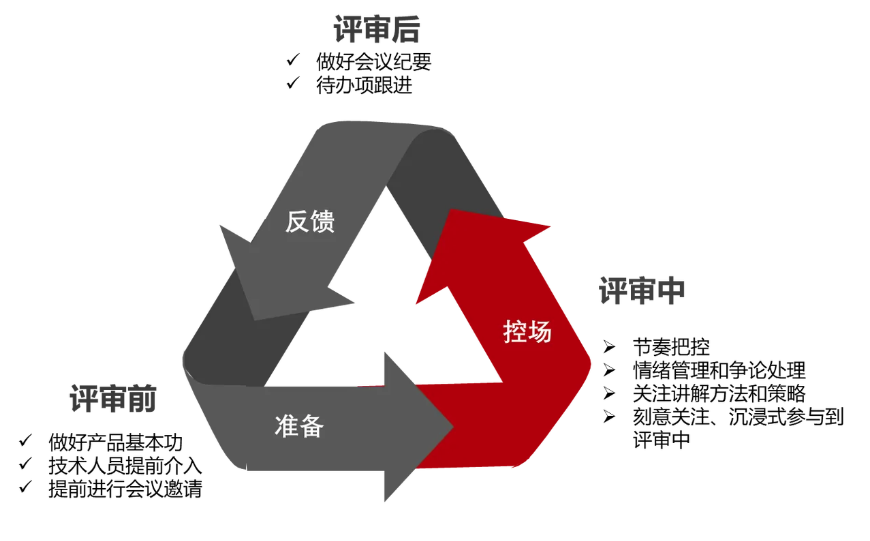 评审后
做好会议纪要
待办项跟进
反馈
评审中
控场
节奏把控
情绪管理和争论处理
关注讲解方法和策略
刻意关注、沉浸式参与到
评审中
评审前
准备
做好产品基本功
技术人员提前介入
提前进行会议邀请